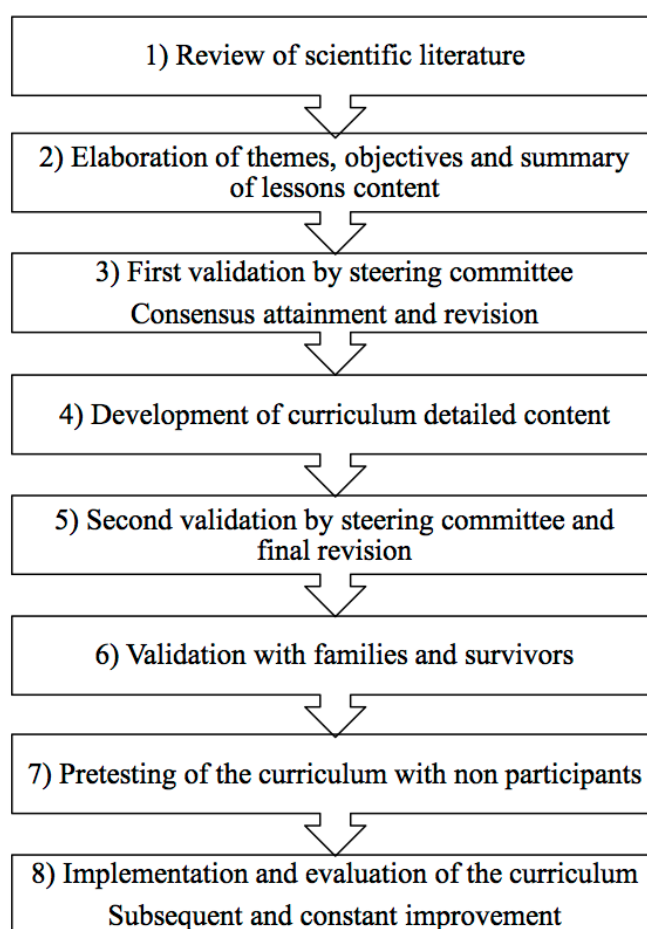 1) Review of scientific literature
2) Elaboration of themes, objectives and summary
of lessons content
3) First validation by steering committee
Consensus attainment and revision
4) Development of curriculum detailed content
5) Second validation by steering committee and
final revision
6) Validation with families and survivors
7) Pretesting of the curriculum with non participants
8) Implementation and evaluation of the curriculum
Subsequent and constant improvement